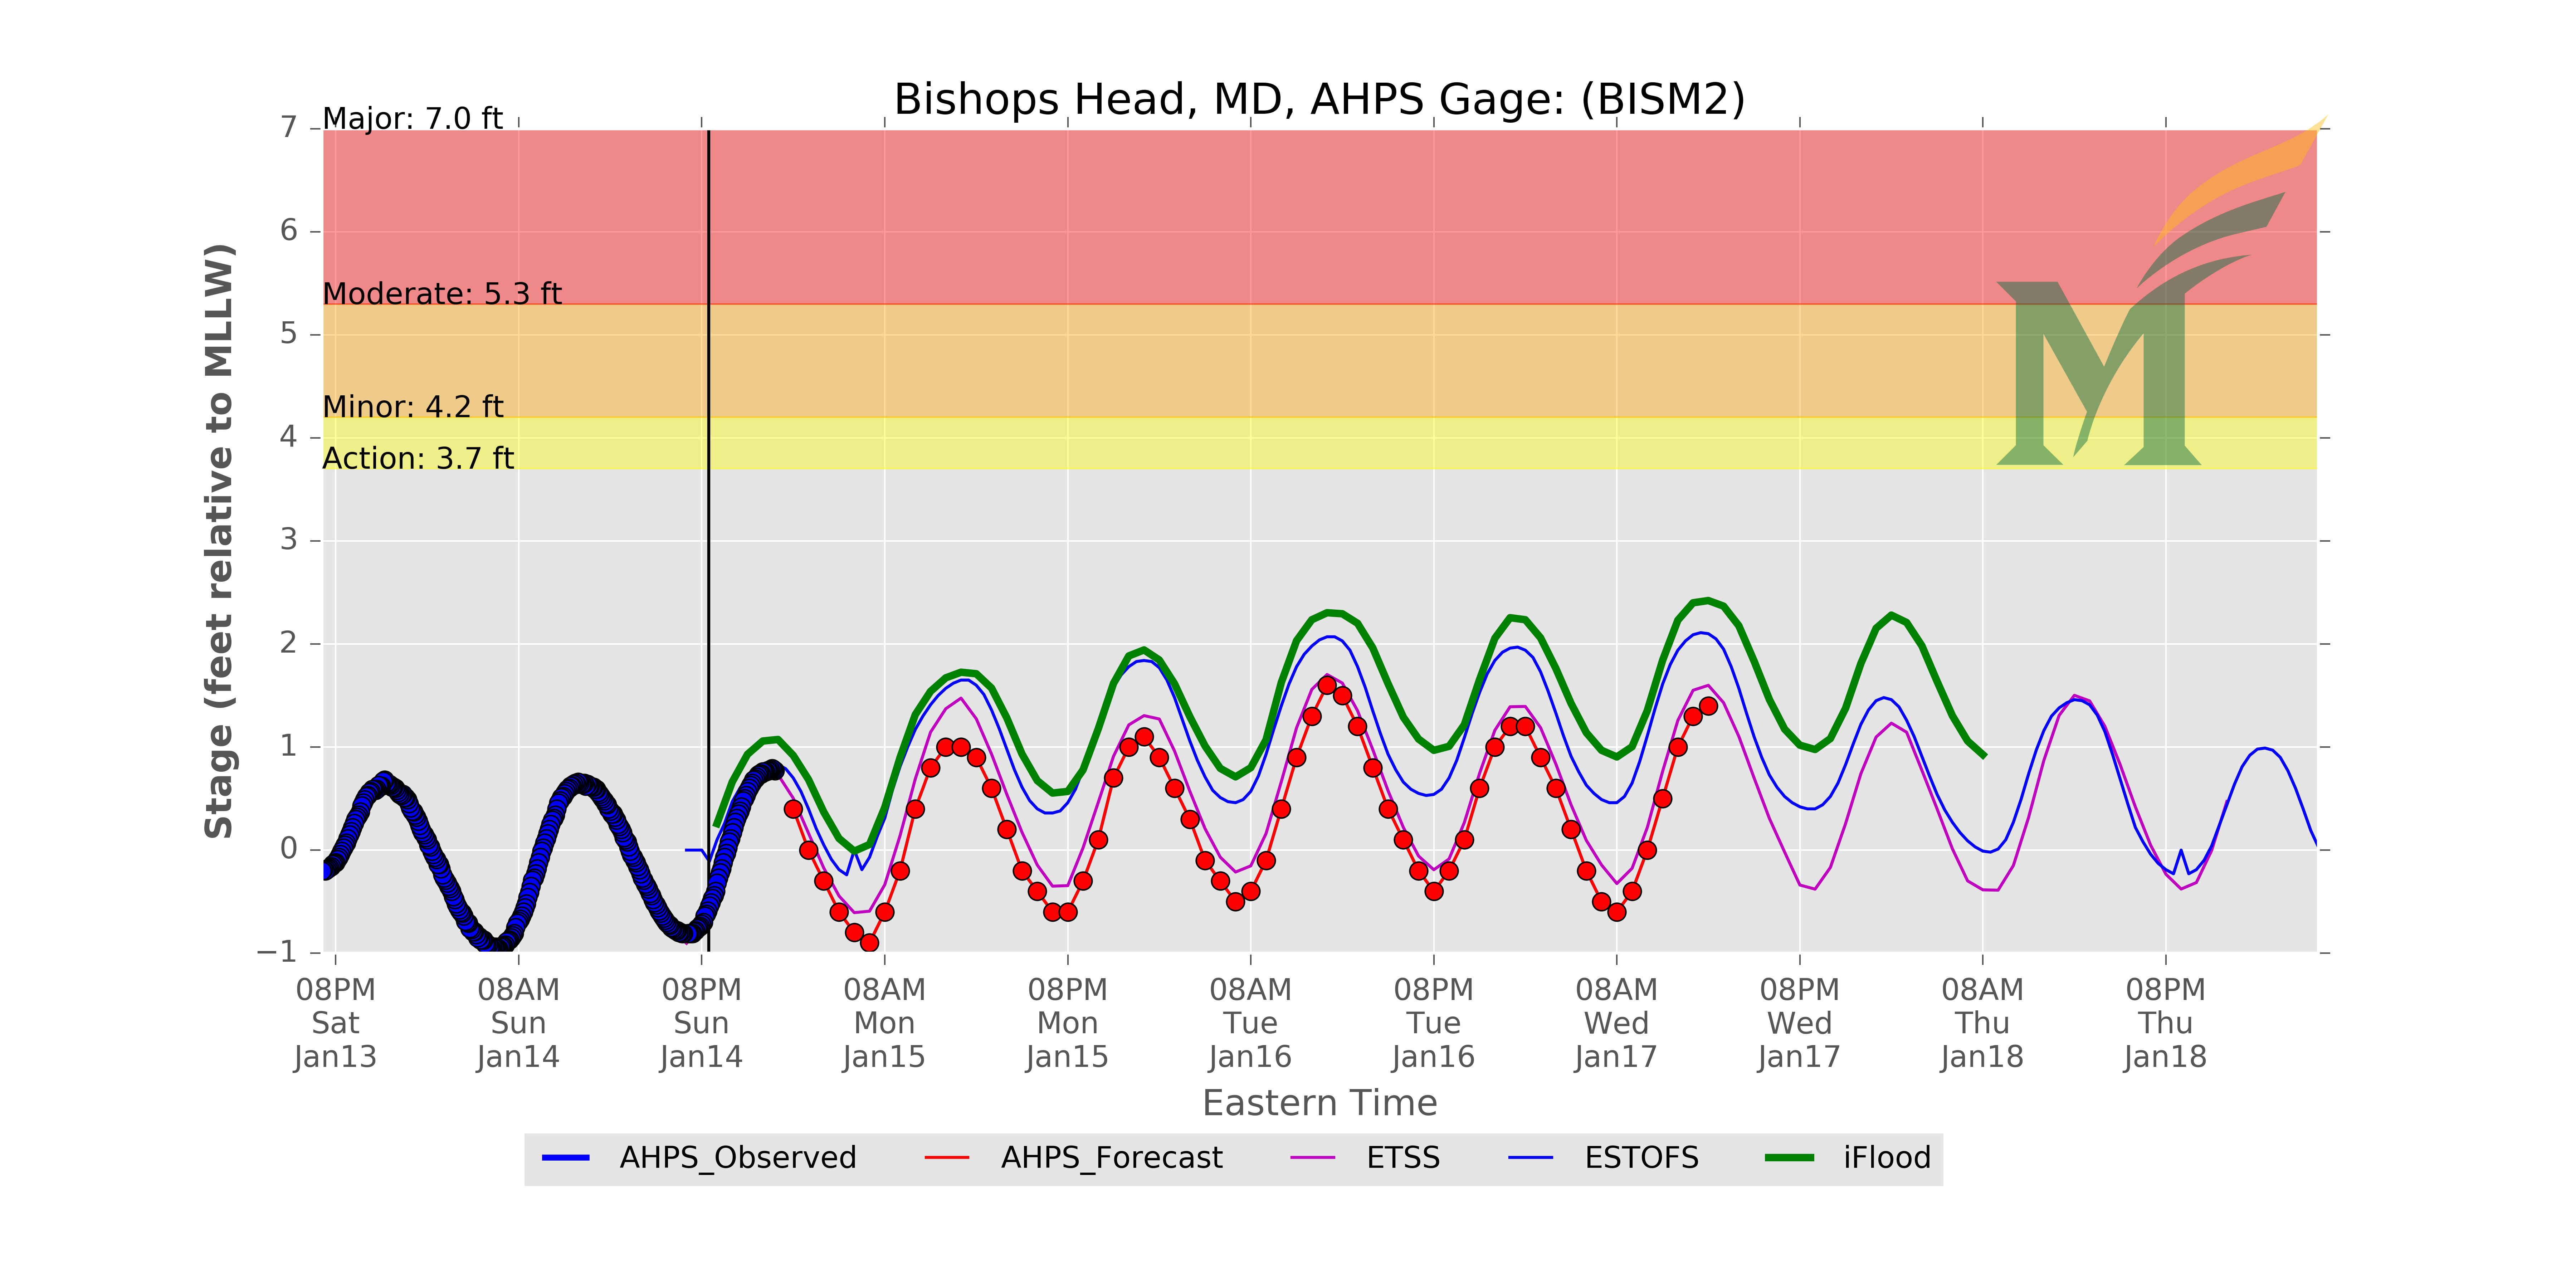 Bishops Head, MD, AHPS Gage: (BISM2)
Major: 7.0 ft
Moderate: 5.3 ft
Minor: 4.2 ft
Action: 3.7 ft
Stage (feet relative to MLLW)
7
6
5
4
3
2
1
0
−1
08PM 08AM 08PM 08AM 08PM 08AM 08PM 08AM 08PM 08AM 08PM
Sat Sun Sun Mon Mon Tue Tue Wed Wed Thu Thu
Jan13 Jan14 Jan14 Jan15 Jan15 Jan16 Jan16 Jan17 Jan17 Jan18 Jan18
Eastern Time
AHPS_Observed AHPS_Forecast ETSS ESTOFS iFlood
M